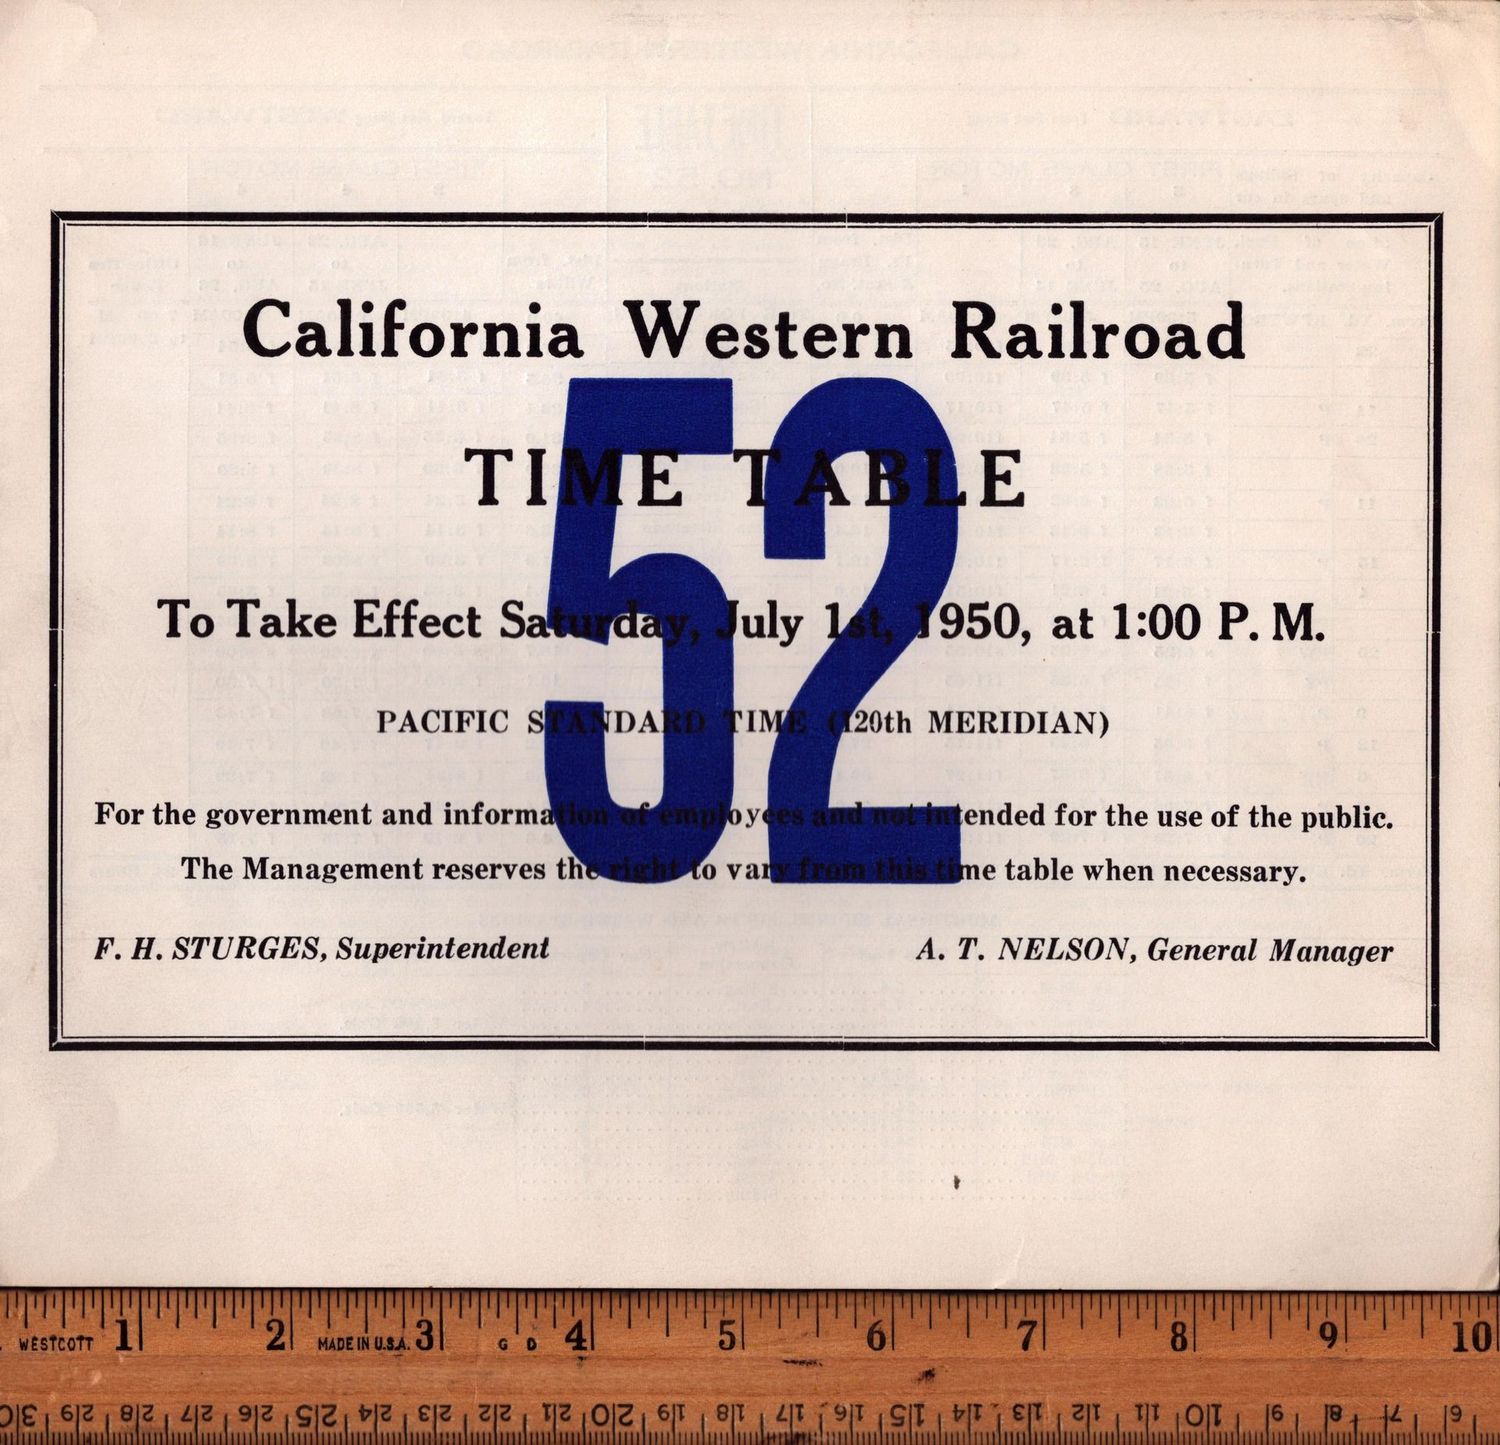 California Western Railroad
52
TIME TABLE
To Take Effect Saturday, July 1st, 1950, at 1:00 P. M.
PACIFIC STANDARD TIME (120th MERIDIAN)
For the government and information of employees and not intended for the use of the public.
The Management reserves the right to vary from this time table when necessary.
F. H. STURGES, Superintendent
A. T. NELSON, General Manager
1 2 3 4 5 6 7 8 9 10
WESTCOTT MADE IN U.S.A. G D